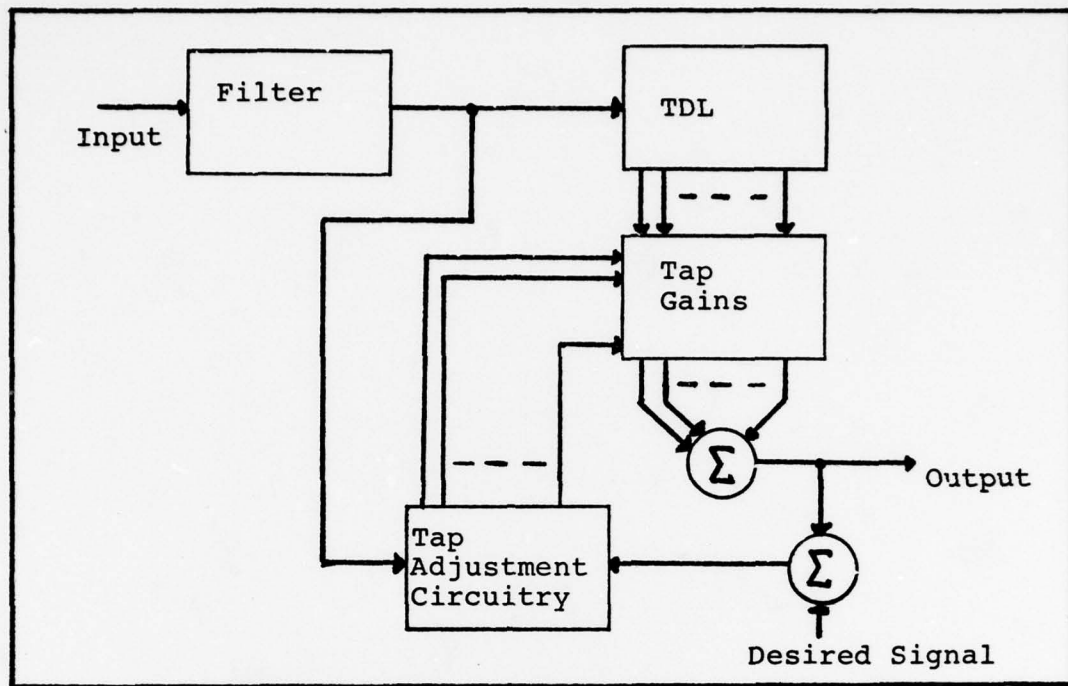 Filter
TDL
Input
Tap
Gains
Σ
Output
Tap
Adjustment
Circuitry
Σ
Desired Signal